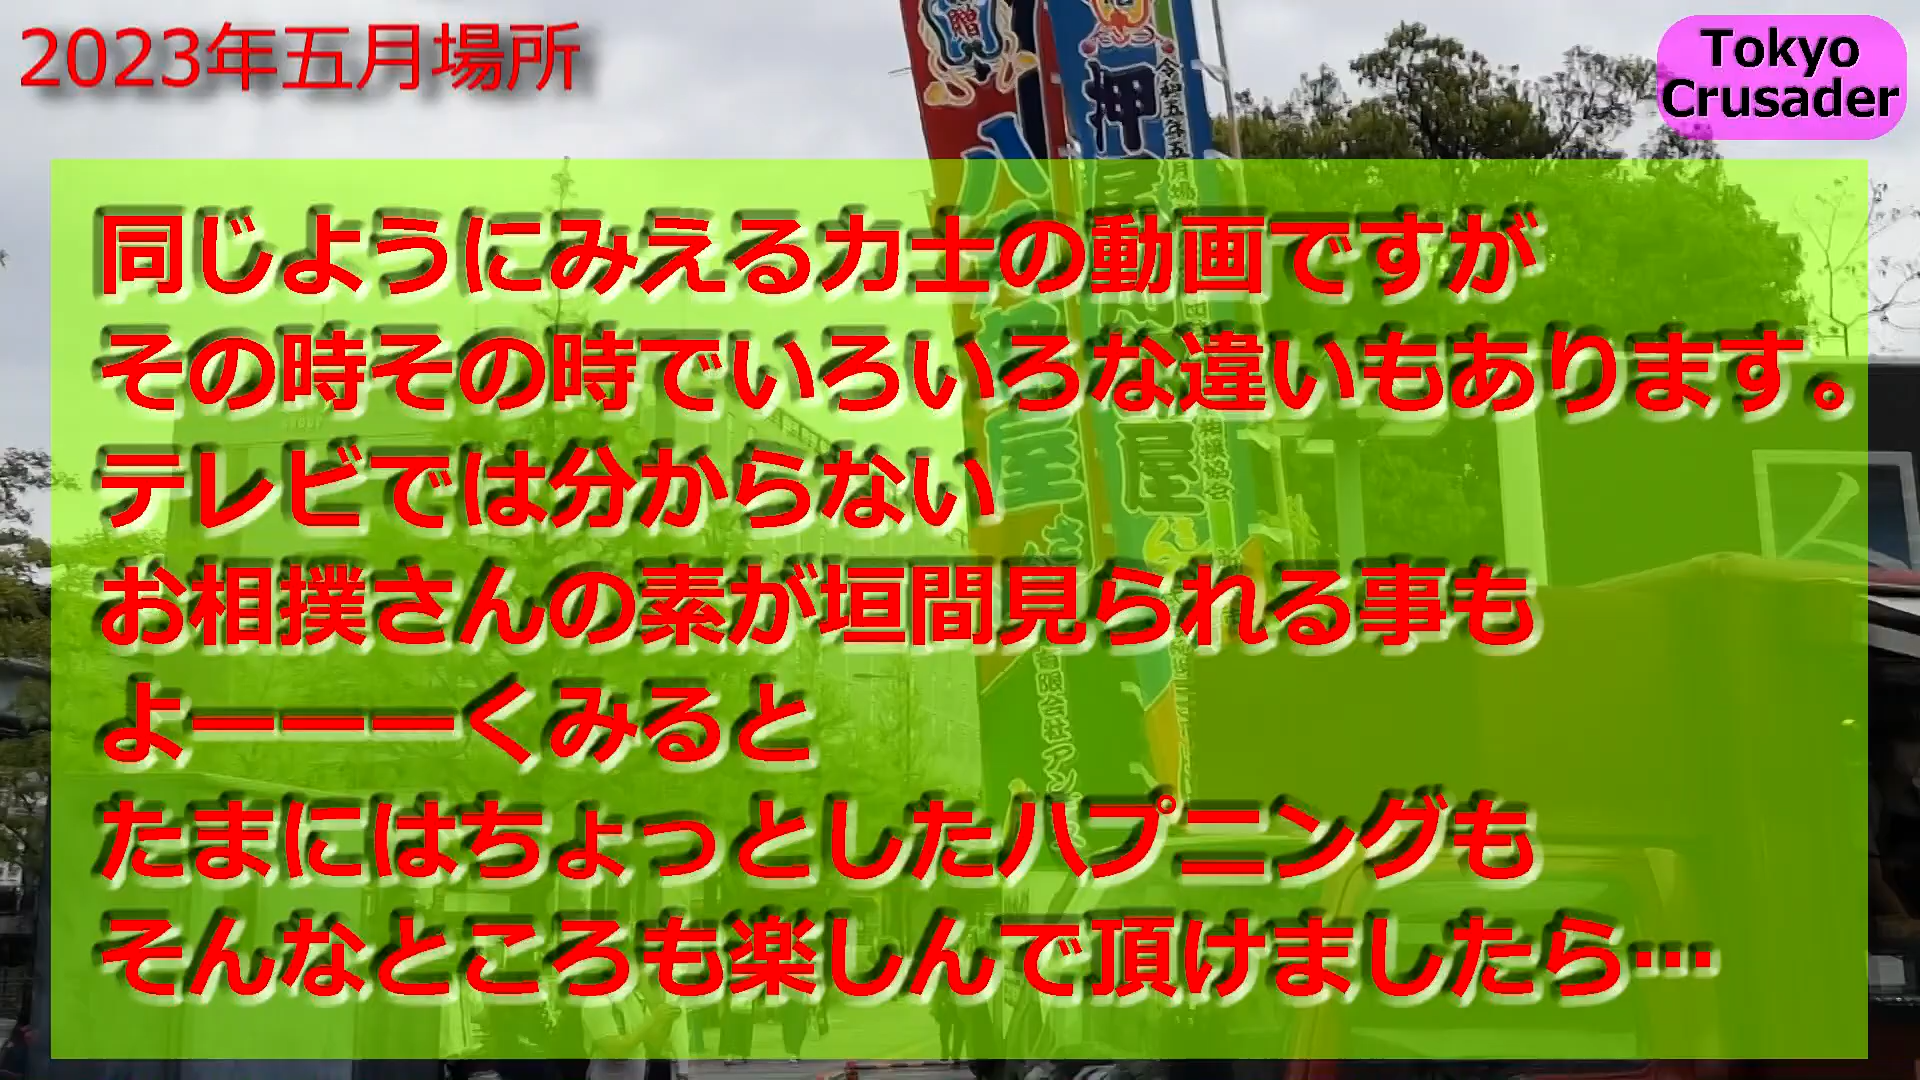 2023年五月場所
Tokyo
Crusader
同じようにみえる力士の動画ですが
その時その時でいろいろな違いもあります。
テレビでは分からない
お相撲さんの素が垣間見られる事も
よーーーくみると
たまにはちょっとしたハプニングも
そんなところも楽しんで頂けましたら…